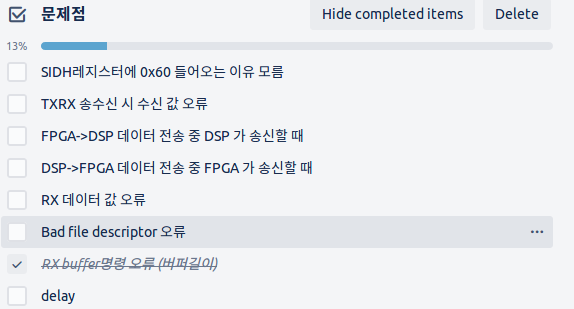 문제점
Hide completed items
Delete
13%
SIDH레지스터에 0x60 들어오는 이유 모름
TXRX 송수신 시 수신 값 오류
FPGA->DSP 데이터 전송 중 DSP 가 송신할 때
DSP->FPGA 데이터 전송 중 FPGA 가 송신할 때
RX 데이터 값 오류
Bad file descriptor 오류
RX buffer명령 오류 (버퍼길이)
delay